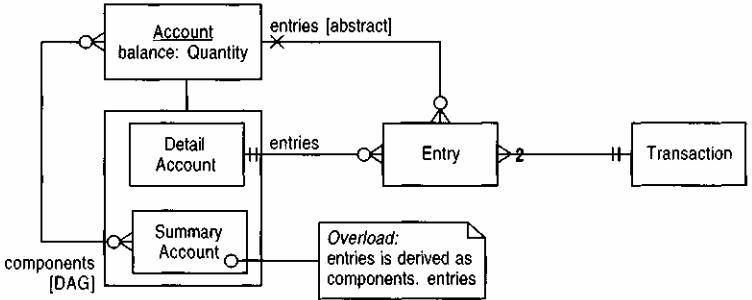 Account
balance: Quantity
entries [abstract]
Detail
Account
entries
Entry
2
Transaction
Summary
Account
components
[DAG]
Overload:
entries is derived as
components. entries